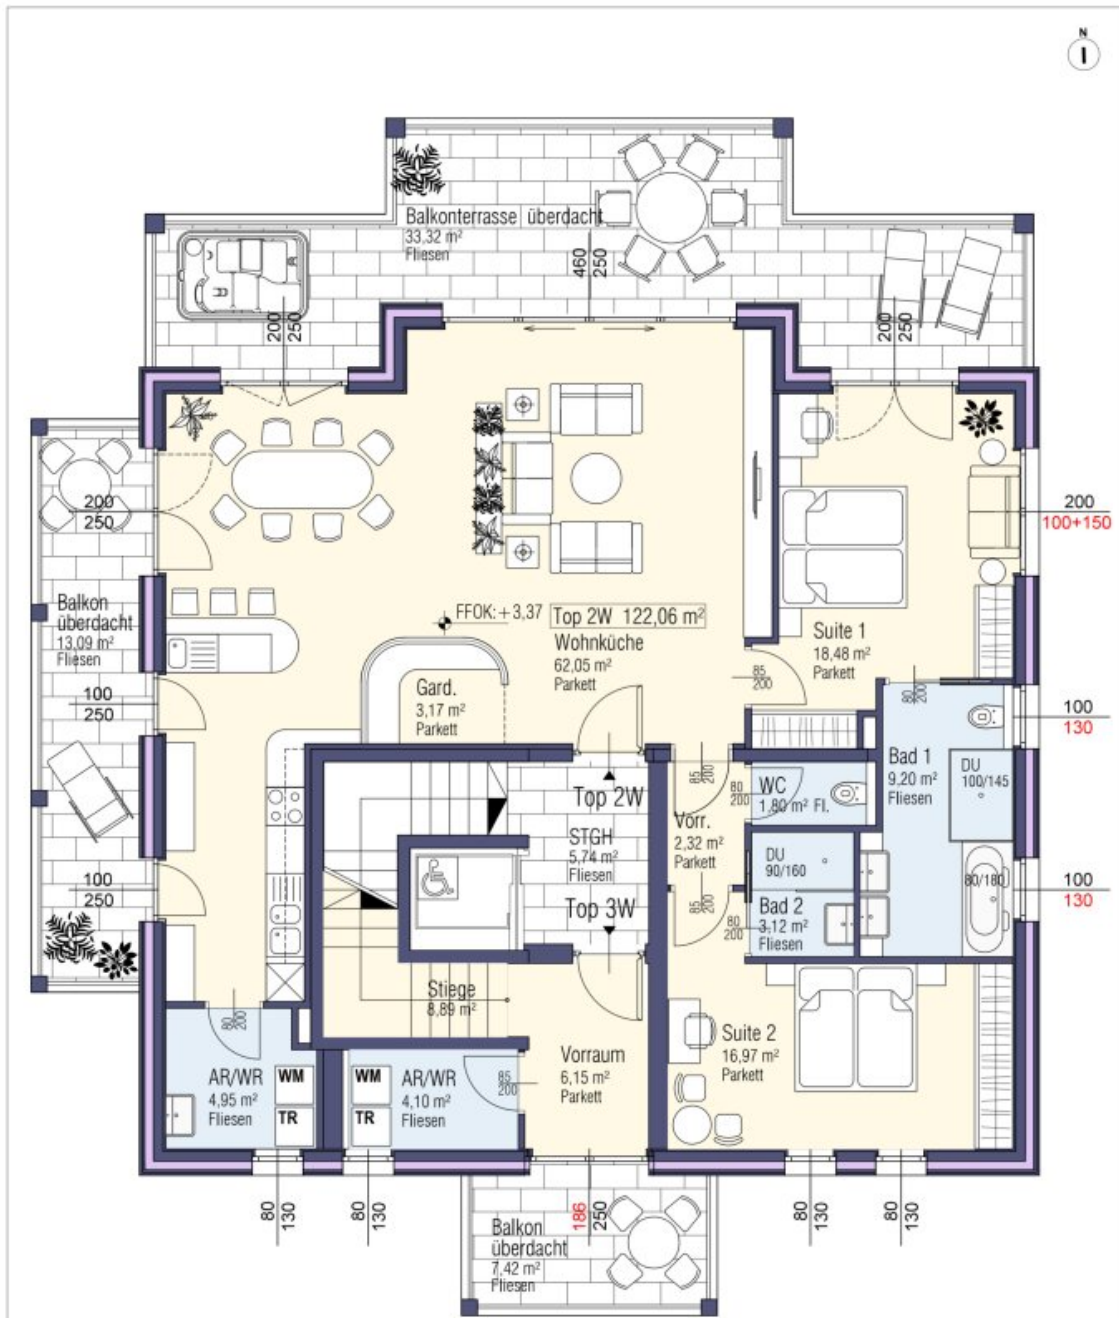 N
Balkonterrasse überdacht
33,32 m²
Fliesen
460
250
200
250
200
250
200
250
200
100+150
Balkon
überdacht
13,09 m²
Fliesen
FFOK:+3,37
Top 2W 122,06 m²
Wohnküche
62,05 m²
Parkett
Suite 1
18,48 m²
Parkett
85
200
Gard.
3,17 m²
Parkett
80
200
100
250
100
130
Bad 1
9,20 m²
Fliesen
DU
100/145
Top 2W
85
200
WC
1,80 m² Fl.
80
200
STGH
5,74 m²
Fliesen
Vorr.
2,32 m²
Parkett
DU
90/160
80/180
100
250
100
130
Top 3W
85
200
Bad 2
3,12 m²
Fliesen
80
200
Stiege
8,89 m²
80
200
Suite 2
16,97 m²
Parkett
AR/WR
4,95 m²
Fliesen
WM
TR
WM
TR
AR/WR
4,10 m²
Fliesen
85
200
Vorraum
6,15 m²
Parkett
80
130
80
130
186
250
80
130
80
130
Balkon
überdacht
7,42 m²
Fliesen